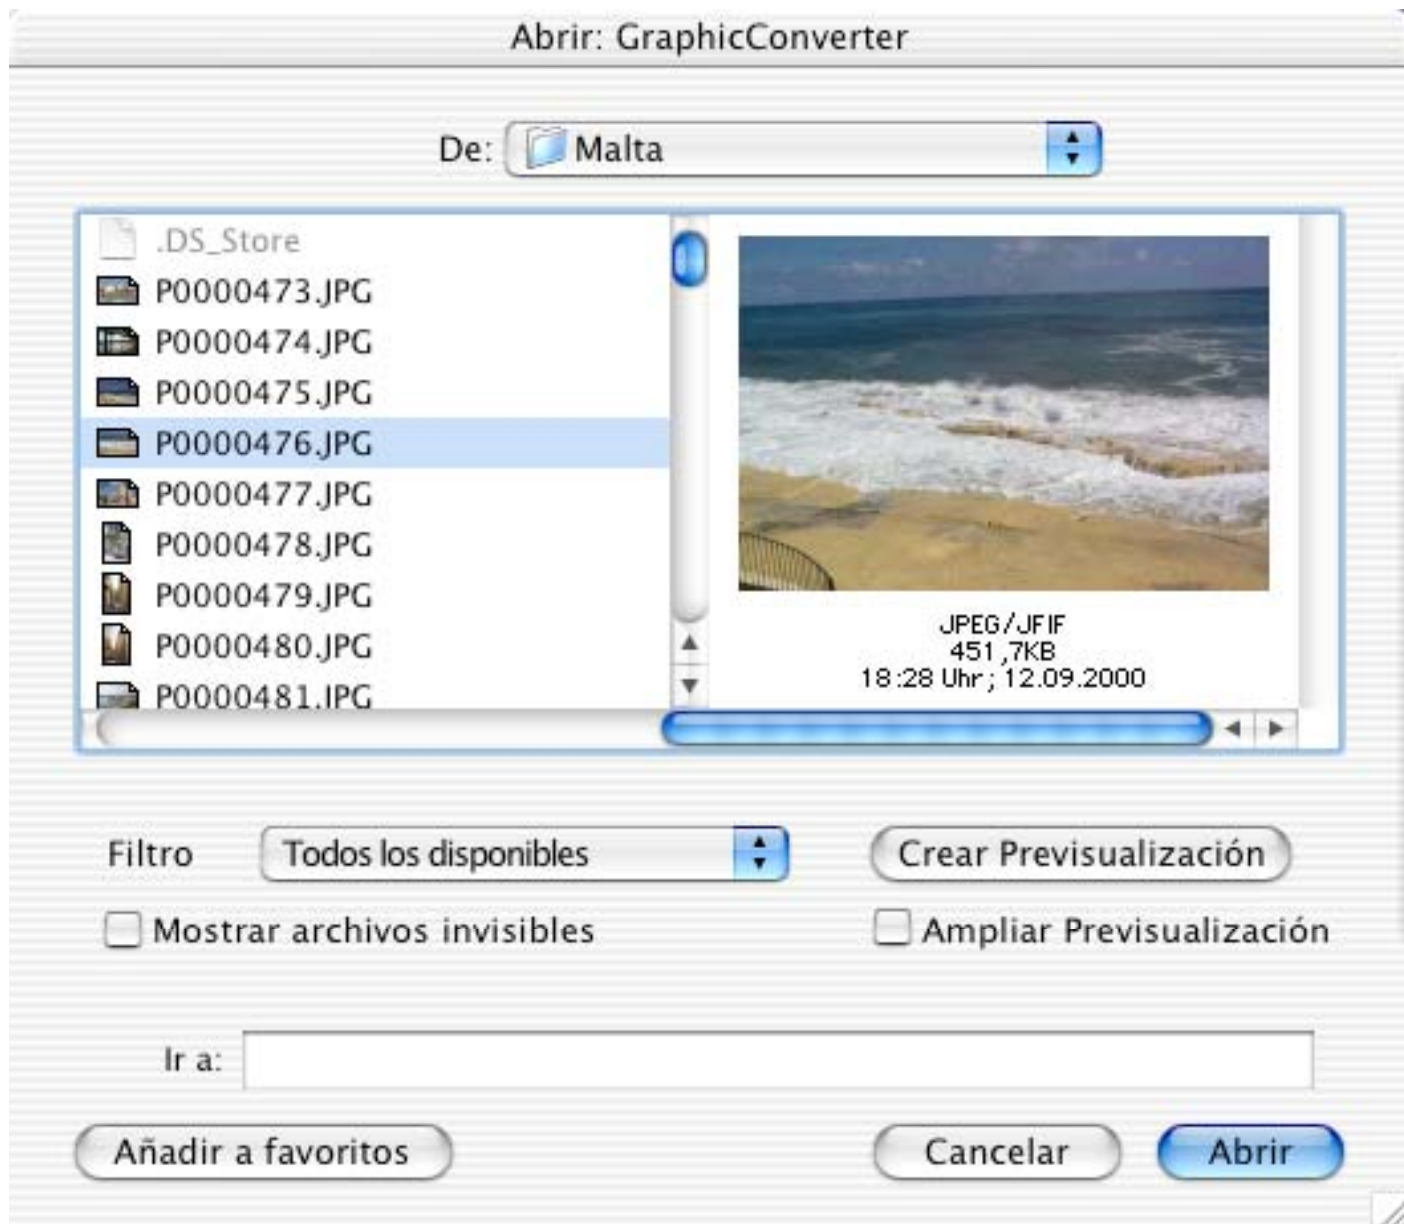 Abrir: GraphicConverter
De: Malta
.DS_Store
P0000473.JPG
P0000474.JPG
P0000475.JPG
P0000476.JPG
P0000477.JPG
P0000478.JPG
P0000479.JPG
P0000480.JPG
P0000481.JPG
JPEG/JFIF
451,7KB
18:28 Uhr; 12.09.2000
Filtro Todos los disponibles Crear Previsualización
Mostrar archivos invisibles Ampliar Previsualización
Ir a:
Añadir a favoritos Cancelar Abrir